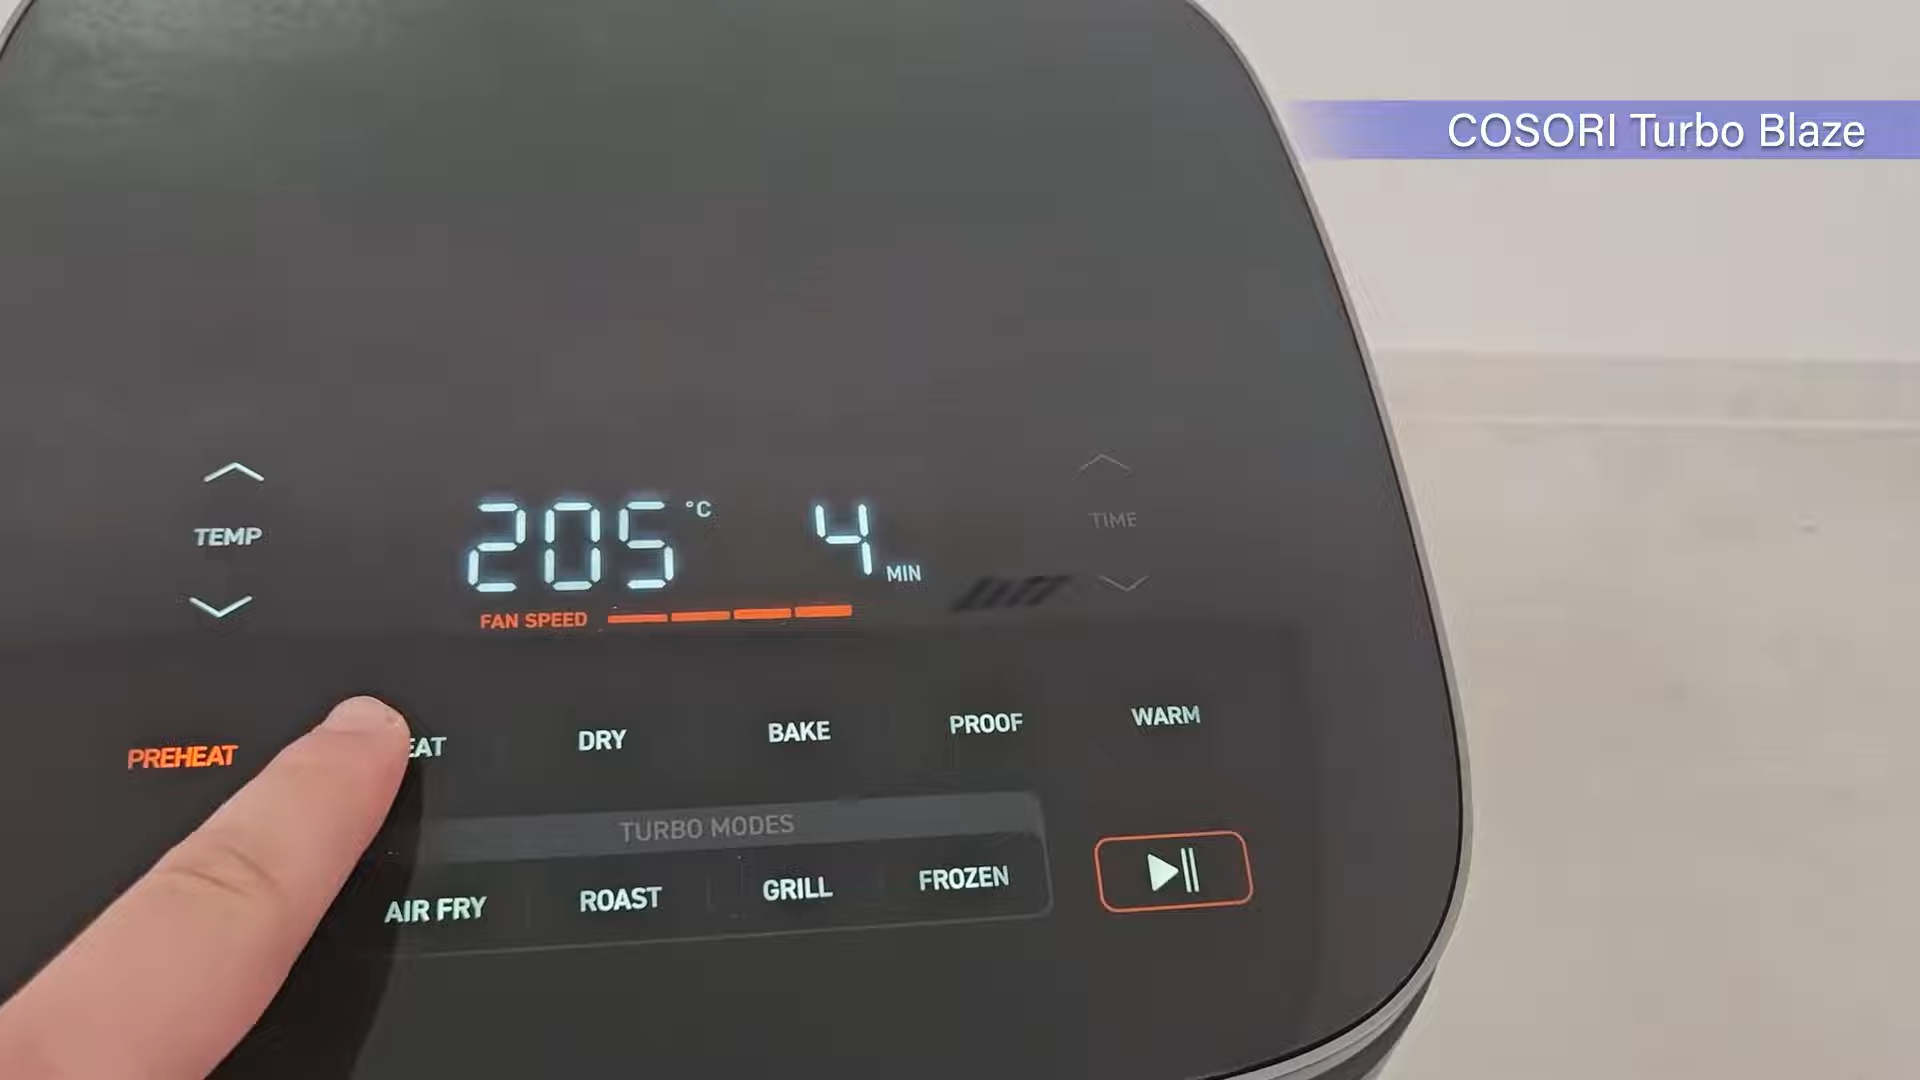 COSORI Turbo Blaze
TEMP
205 °C
4 MIN
TIME
FAN SPEED
PREHEAT
EAT
DRY
BAKE
PROOF
WARM
TURBO MODES
AIR FRY
ROAST
GRILL
FROZEN